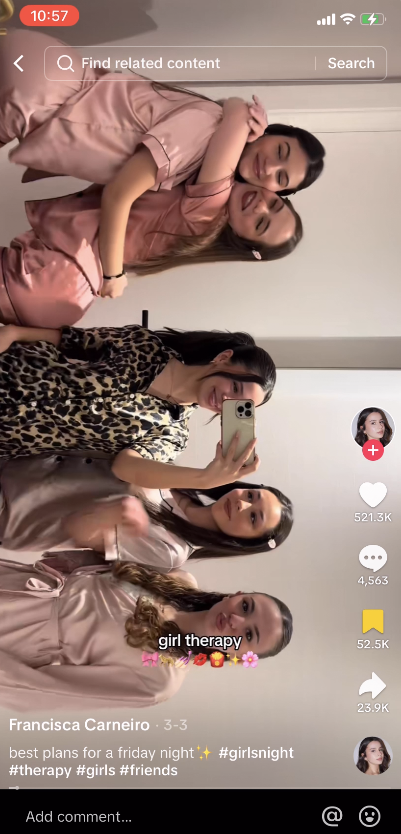 10:57
Find related content
Search
521.3K
4,563
52.5K
23.9K
girl therapy
Francisca Carneiro · 3-3
best plans for a friday night✨ #girlsnight
#therapy #girls #friends
Add comment...
@